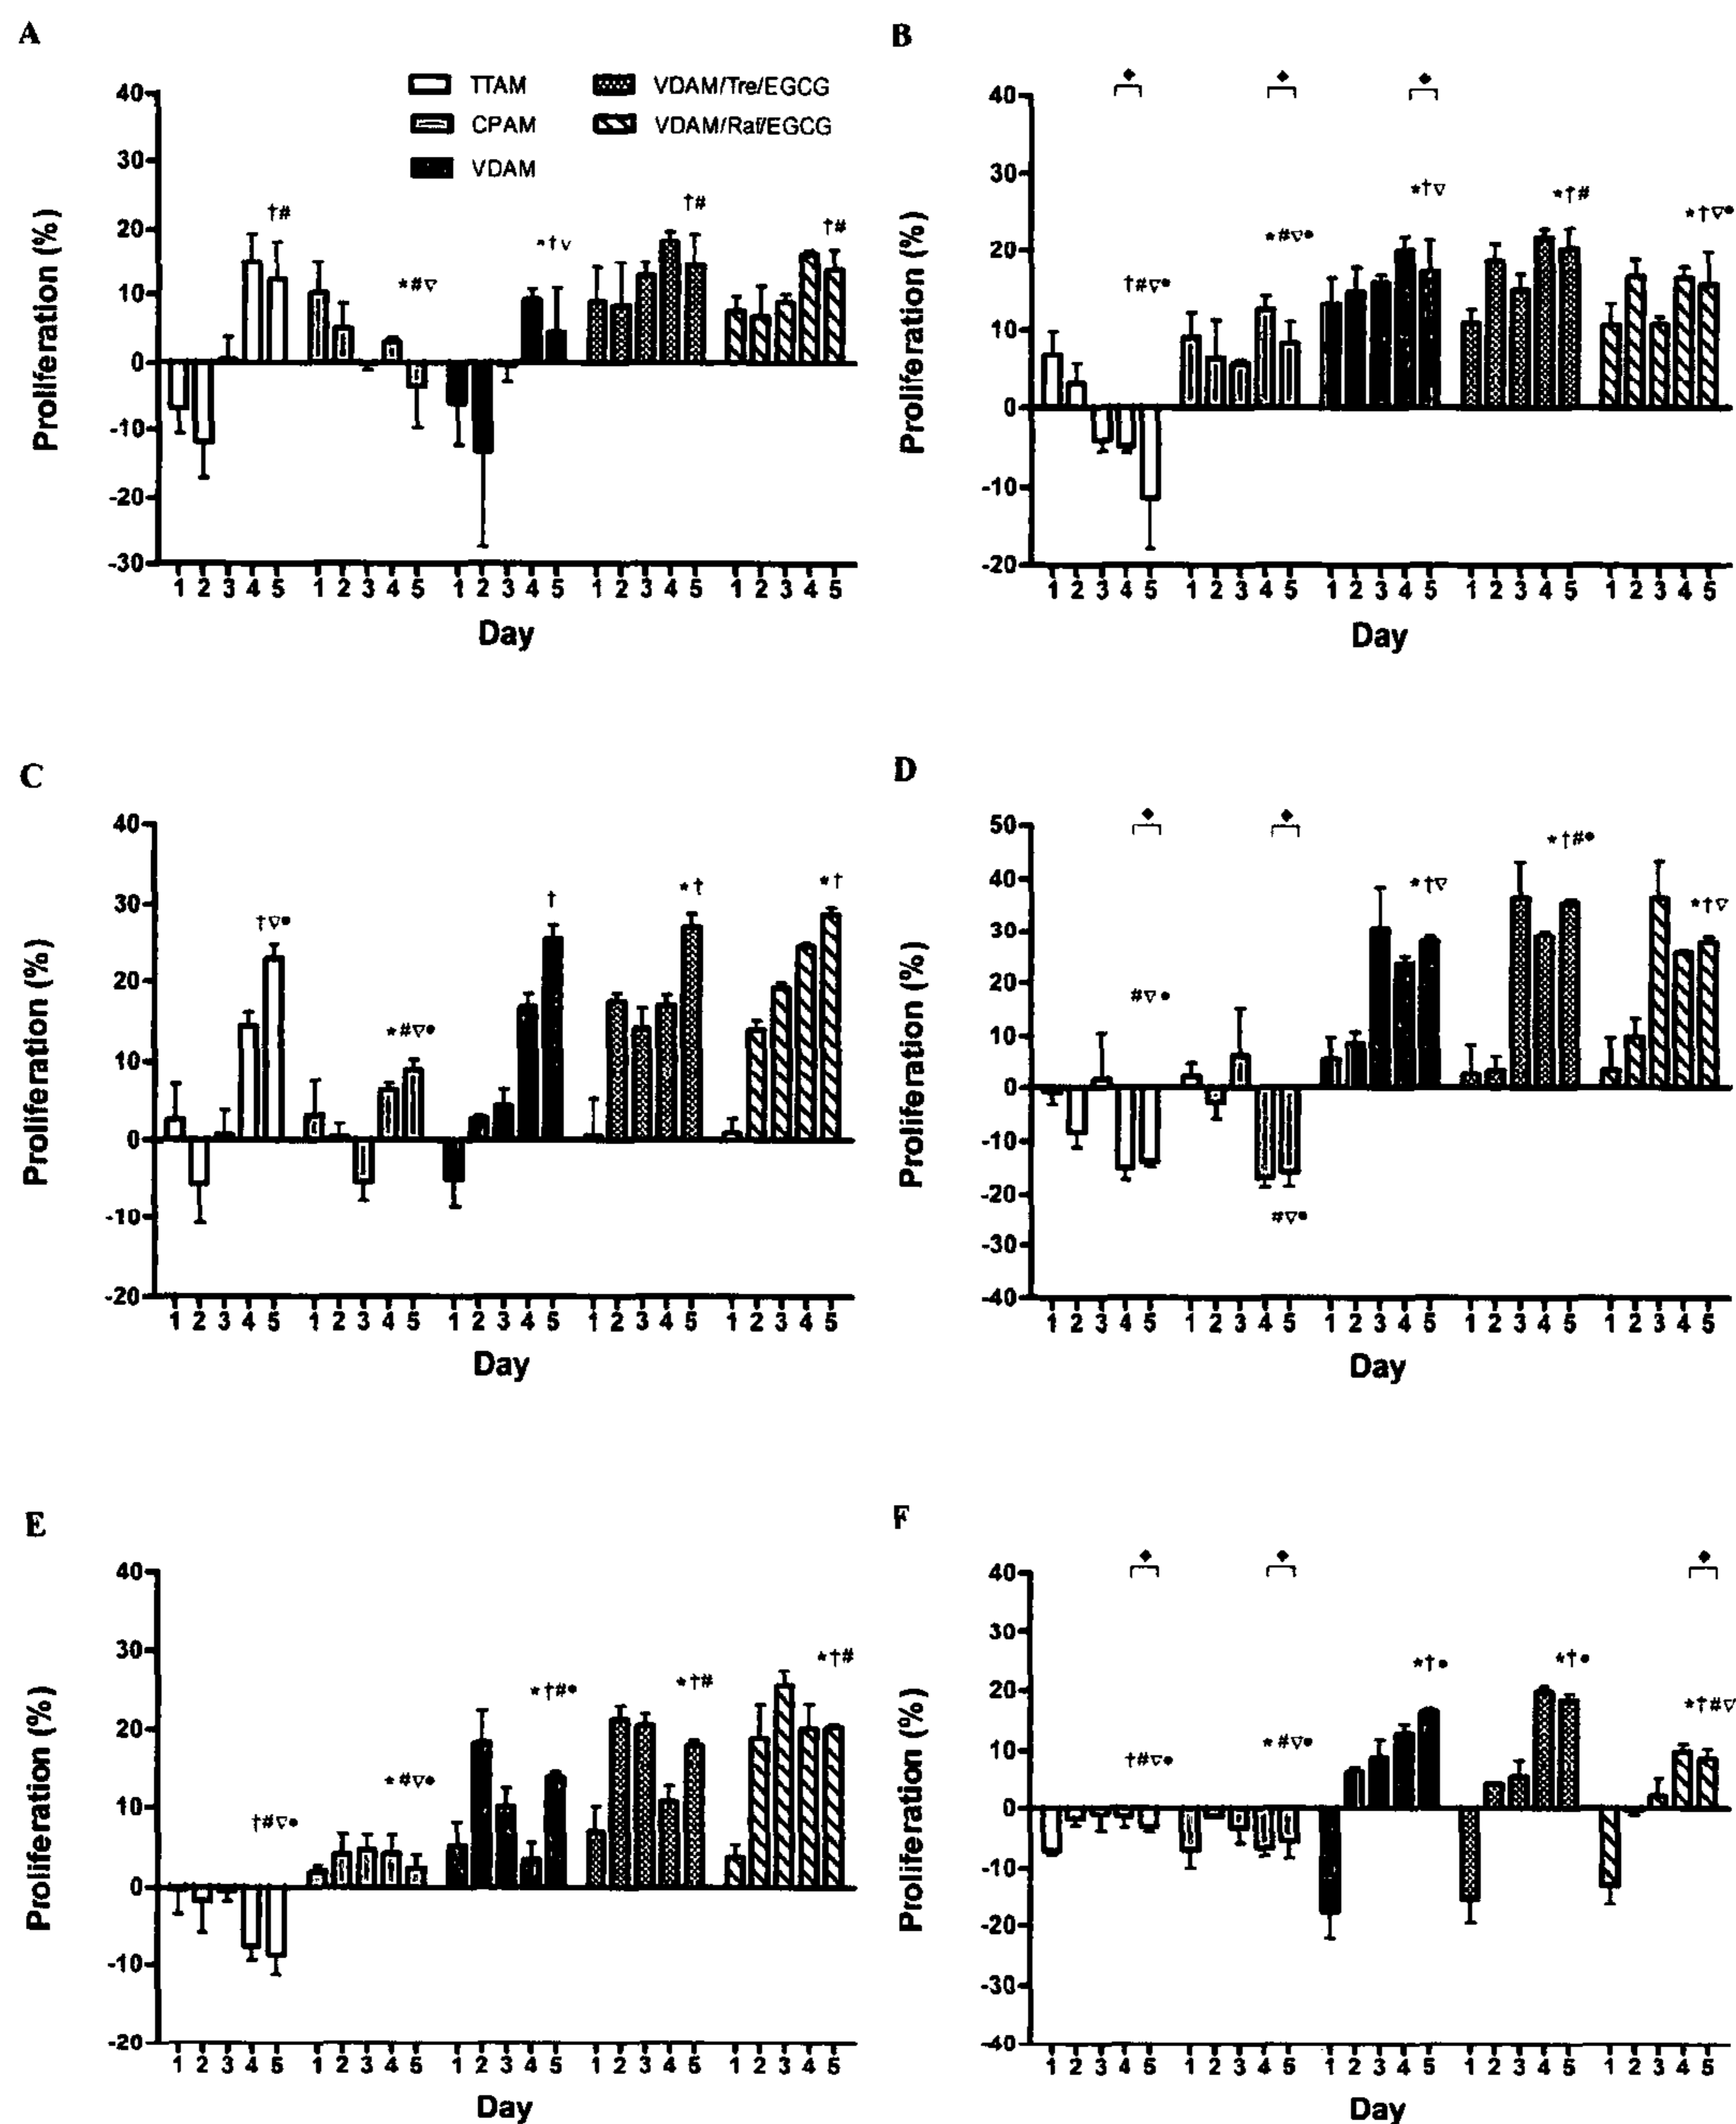 A
B
TTAM VDAM/Tre/EGCG
CPAM VDAM/Raf/EGCG
VDAM
Proliferation (%)
40
30
20
10
0
-10
-20
-30
†# *#▽ *†▽ †# †#
1 2 3 4 5 1 2 3 4 5 1 2 3 4 5 1 2 3 4 5 1 2 3 4 5
Day
Proliferation (%)
40
30
20
10
0
-10
-20
◆ ◆ ◆
†#▽● *#▽● *†▽ *†# *†▽●
1 2 3 4 5 1 2 3 4 5 1 2 3 4 5 1 2 3 4 5 1 2 3 4 5
Day
C
D
Proliferation (%)
40
30
20
10
0
-10
-20
†▽● *#▽● † *† *†
1 2 3 4 5 1 2 3 4 5 1 2 3 4 5 1 2 3 4 5 1 2 3 4 5
Day
Proliferation (%)
50
40
30
20
10
0
-10
-20
-30
-40
◆ ◆
#▽● #▽● *†▽ *†#● *†▽
1 2 3 4 5 1 2 3 4 5 1 2 3 4 5 1 2 3 4 5 1 2 3 4 5
Day
E
F
Proliferation (%)
40
30
20
10
0
-10
-20
†#▽● *#▽● *†#● *†# *†#
1 2 3 4 5 1 2 3 4 5 1 2 3 4 5 1 2 3 4 5 1 2 3 4 5
Day
Proliferation (%)
40
30
20
10
0
-10
-20
-30
-40
◆ ◆ ◆
†#▽● *#▽● *†● *†● *†#▽
1 2 3 4 5 1 2 3 4 5 1 2 3 4 5 1 2 3 4 5 1 2 3 4 5
Day